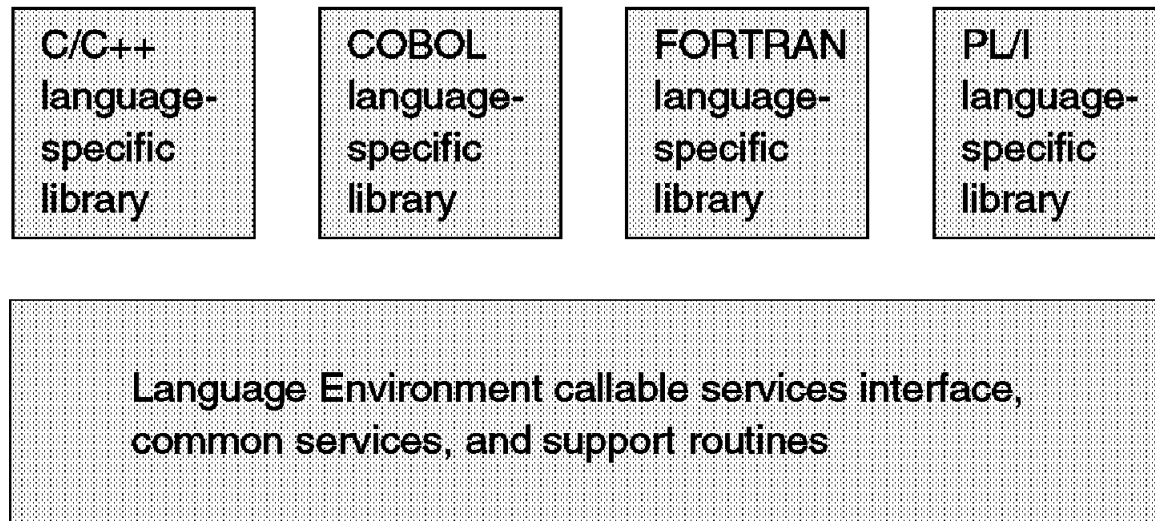 C/C++
language-
specific
library
COBOL
language-
specific
library
FORTRAN
language-
specific
library
PL/I
language-
specific
library
Language Environment callable services interface,
common services, and support routines